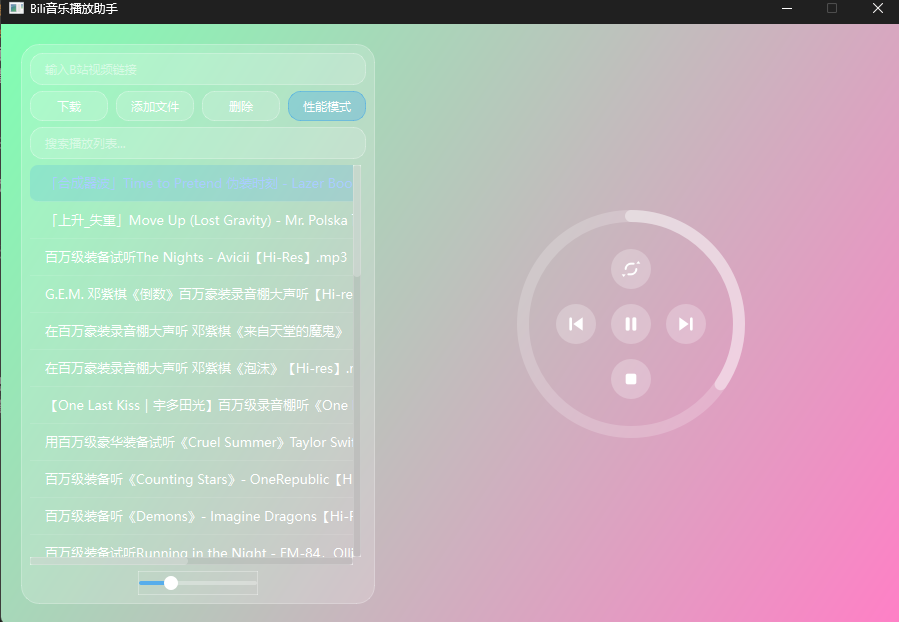 Bili音乐播放助手
输入B站视频链接
下载 添加文件 删除 性能模式
搜索播放列表...
「上升_失重」Move Up (Lost Gravity) - Mr. Polska
百万级装备试听The Nights - Avicii【Hi-Res】.mp3
G.E.M. 邓紫棋《倒数》百万豪装录音棚大声听【Hi-re
在百万豪装录音棚大声听 邓紫棋《来自天堂的魔鬼》
在百万豪装录音棚大声听 邓紫棋《泡沫》【Hi-res】.r
【One Last Kiss｜宇多田光】百万级录音棚听《One
用百万级豪华装备试听《Cruel Summer》Taylor Swif
百万级装备听《Counting Stars》- OneRepublic【H
百万级装备听《Demons》- Imagine Dragons【Hi-F
百万级装备试听Running in the Night - FM-84、Olli